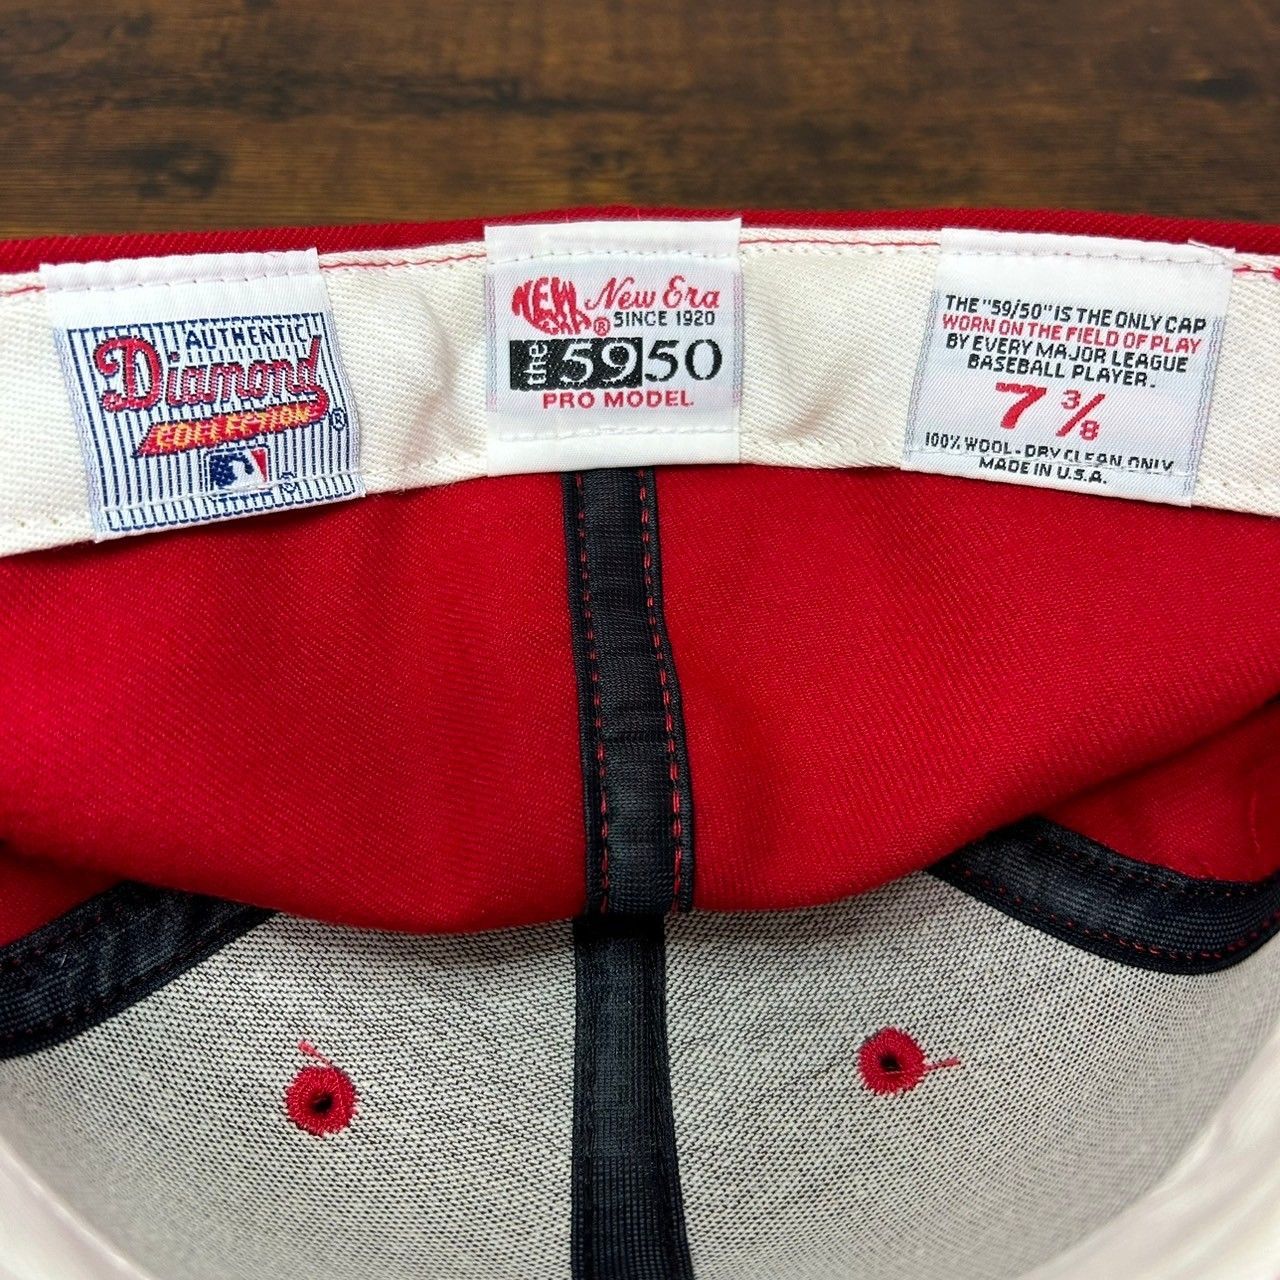 AUTHENTIC
Diamond
COLLECTION®
NEW ERA®
New Era
SINCE 1920
the 5950
PRO MODEL
THE "59/50" IS THE ONLY CAP
WORN ON THE FIELD OF PLAY
BY EVERY MAJOR LEAGUE
BASEBALL PLAYER.
7 3/8
100% WOOL-DRY CLEAN ONLY
MADE IN U.S.A.